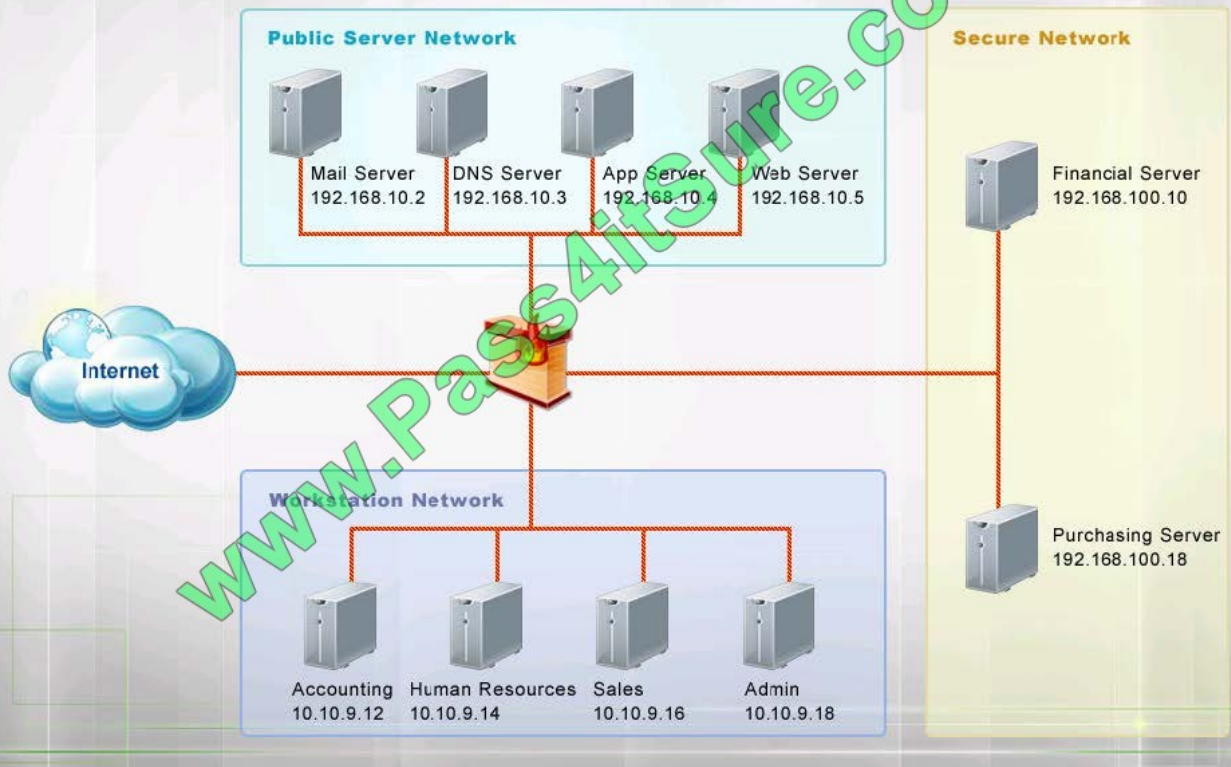 Public Server Network
Secure Network
Mail Server
192.168.10.2
DNS Server
192.168.10.3
App Server
192.168.10.4
Web Server
192.168.10.5
Financial Server
192.168.100.10
Internet
Workstation Network
Purchasing Server
192.168.100.18
Accounting
10.10.9.12
Human Resources
10.10.9.14
Sales
10.10.9.16
Admin
10.10.9.18
www.Pass4itSure.co